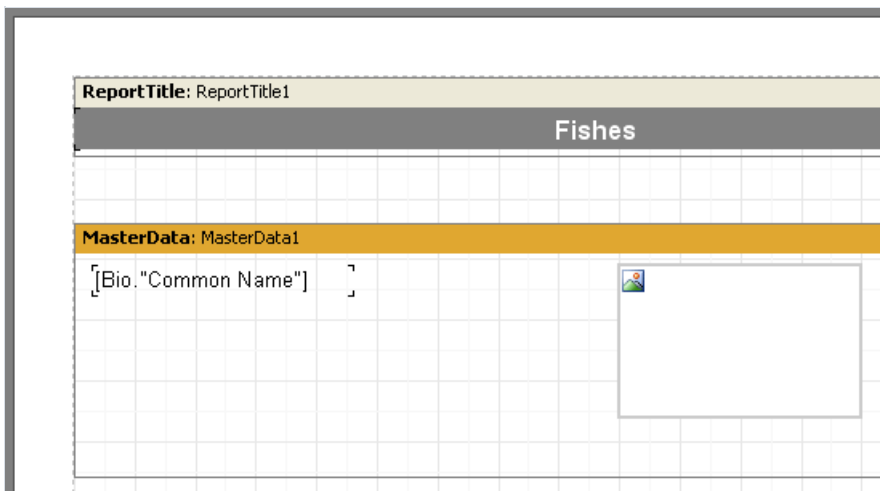 ReportTitle: ReportTitle1
Fishes
MasterData: MasterData1
[Bio."Common Name"]